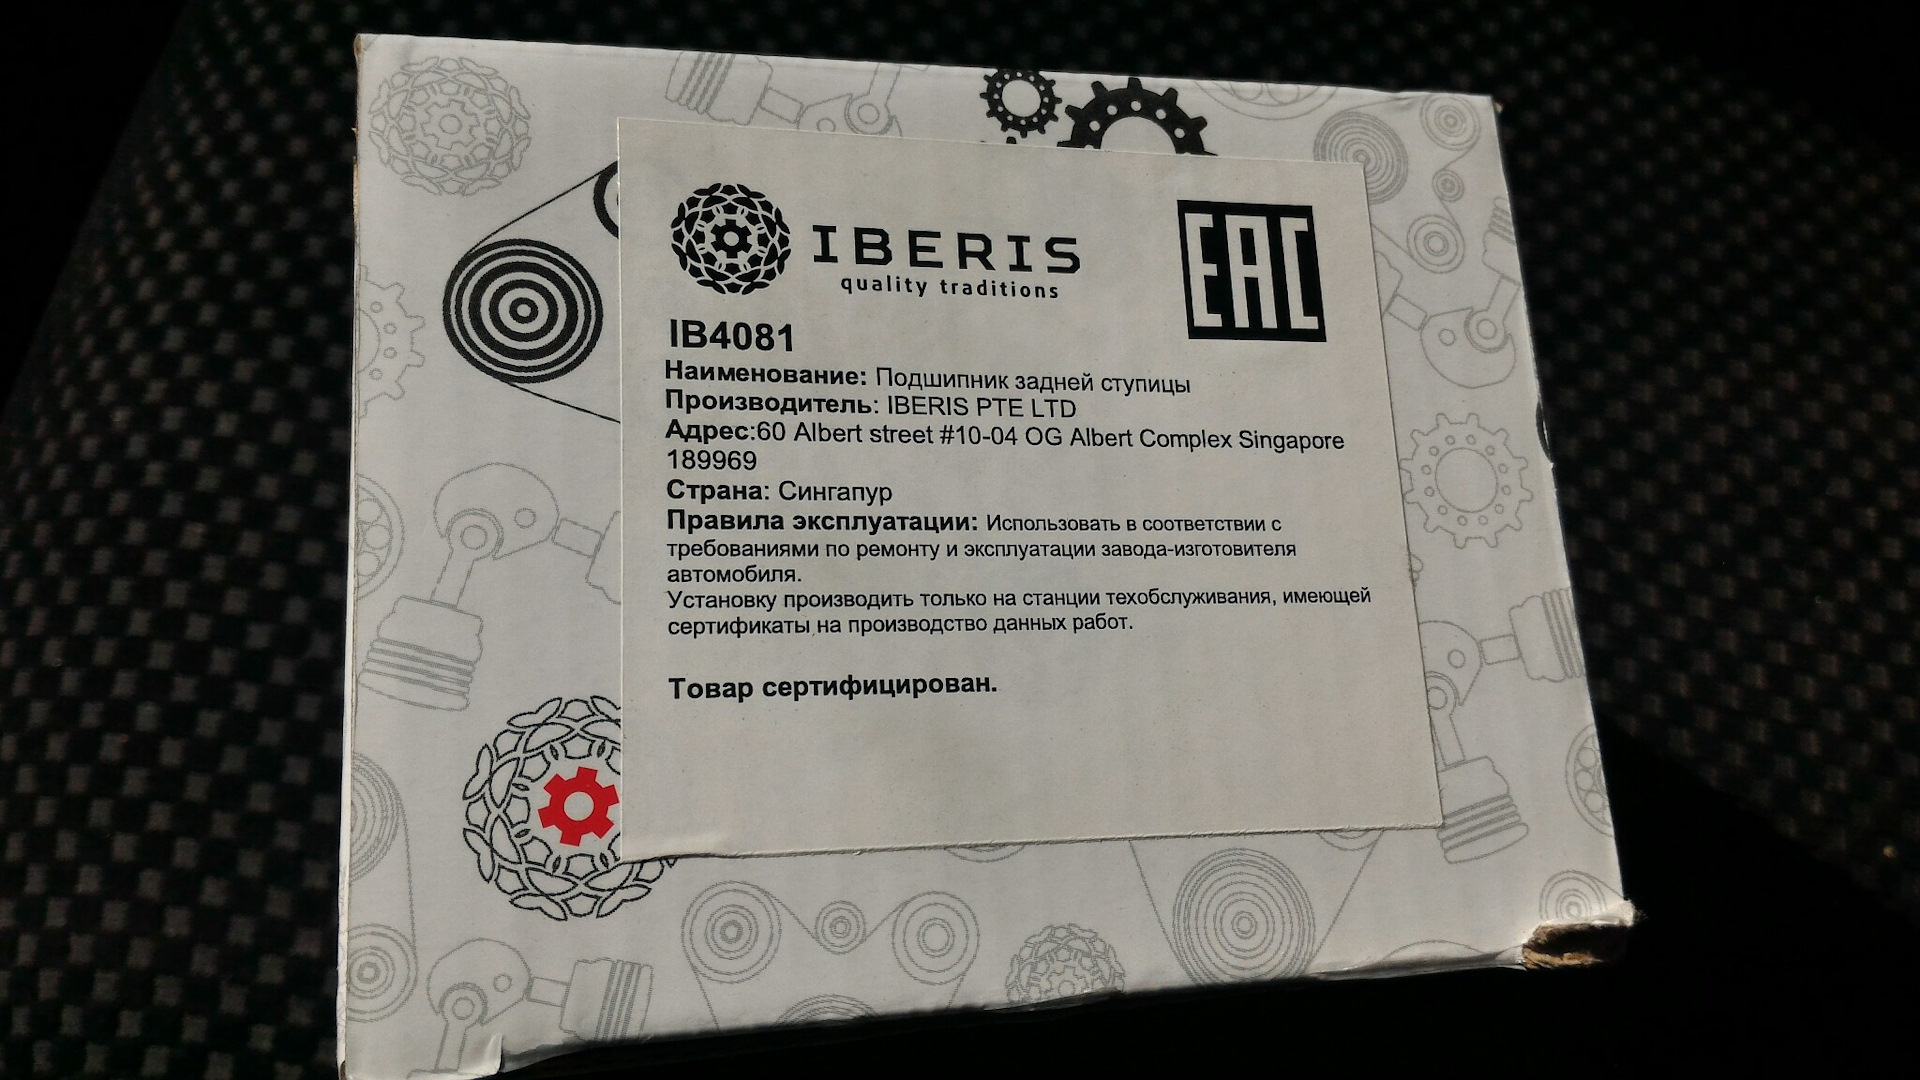 IBERIS
quality traditions
EAC
IB4081
Наименование: Подшипник задней ступицы
Производитель: IBERIS PTE LTD
Адрес:60 Albert street #10-04 OG Albert Complex Singapore
189969
Страна: Сингапур
Правила эксплуатации: Использовать в соответствии с
требованиями по ремонту и эксплуатации завода-изготовителя
автомобиля.
Установку производить только на станции техобслуживания, имеющей
сертификаты на производство данных работ.
Товар сертифицирован.